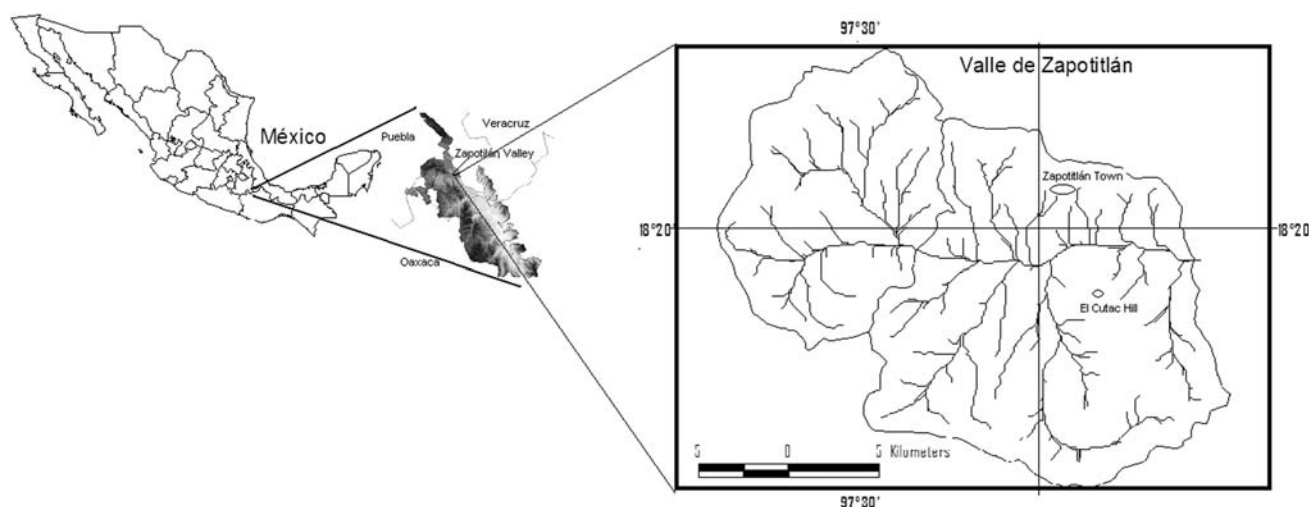 97°30'
Valle de Zapotitlán
México
Puebla
Veracruz
Zapotitlán Valley
Oaxaca
Zapotitlán Town
18°20
18°20
El Cutac Hill
5 0 5 Kilometers
97°30'